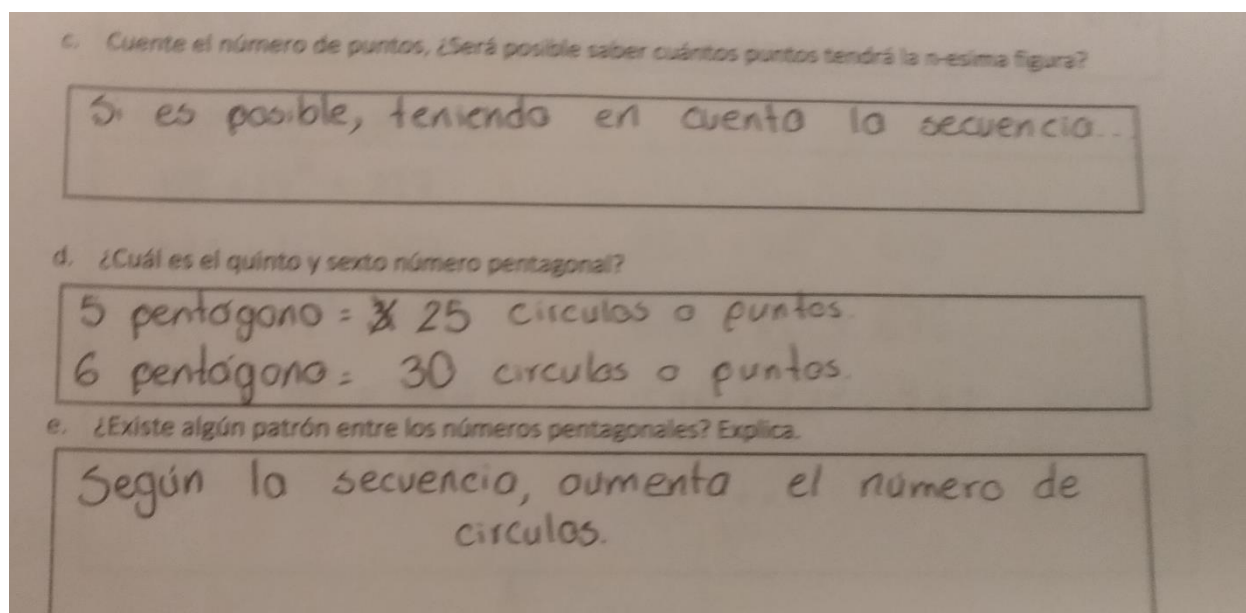 c. Cuente el número de puntos, ¿Será posible saber cuántos puntos tendrá la n-esima figura?
Si es posible, teniendo en cuenta la secuencia..
d. ¿Cuál es el quinto y sexto número pentagonal?
5 pentágono = 25 circulos o puntos.
6 pentágono = 30 circulos o puntos.
e. ¿Existe algún patrón entre los números pentagonales? Explica.
Según la secuencia, aumenta el número de
circulos.